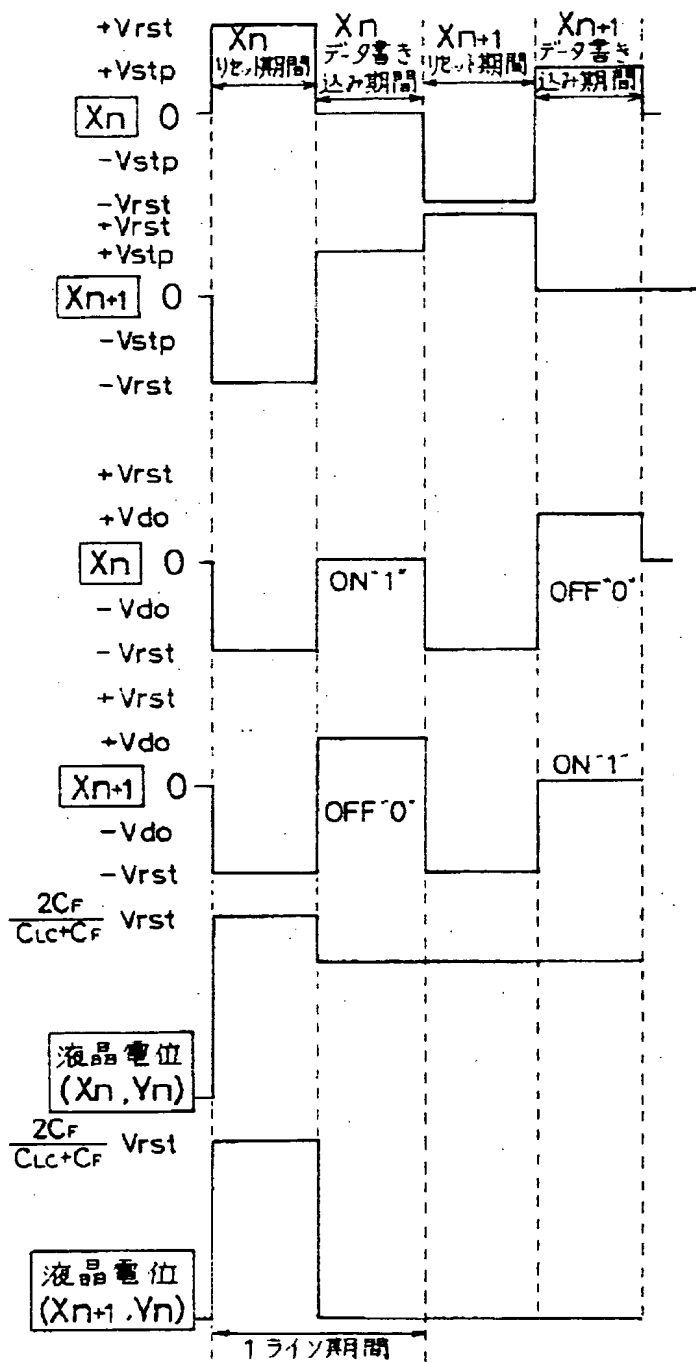 +Vrst
Xn
リセット期間
Xn
データ書き
込み期間
Xn+1
リセット期間
Xn+1
データ書き
込み期間
+Vstp
Xn 0
-Vstp
-Vrst
+Vrst
+Vstp
Xn+1 0
-Vstp
-Vrst
+Vrst
+Vdo
Xn 0
ON"1"
OFF"0"
-Vdo
-Vrst
+Vrst
+Vdo
Xn+1 0
OFF"0"
ON"1"
-Vdo
-Vrst
2CF
CLC+CF Vrst
液晶電位
(Xn,Yn)
2CF
CLC+CF Vrst
液晶電位
(Xn+1,Yn)
1ライン期間